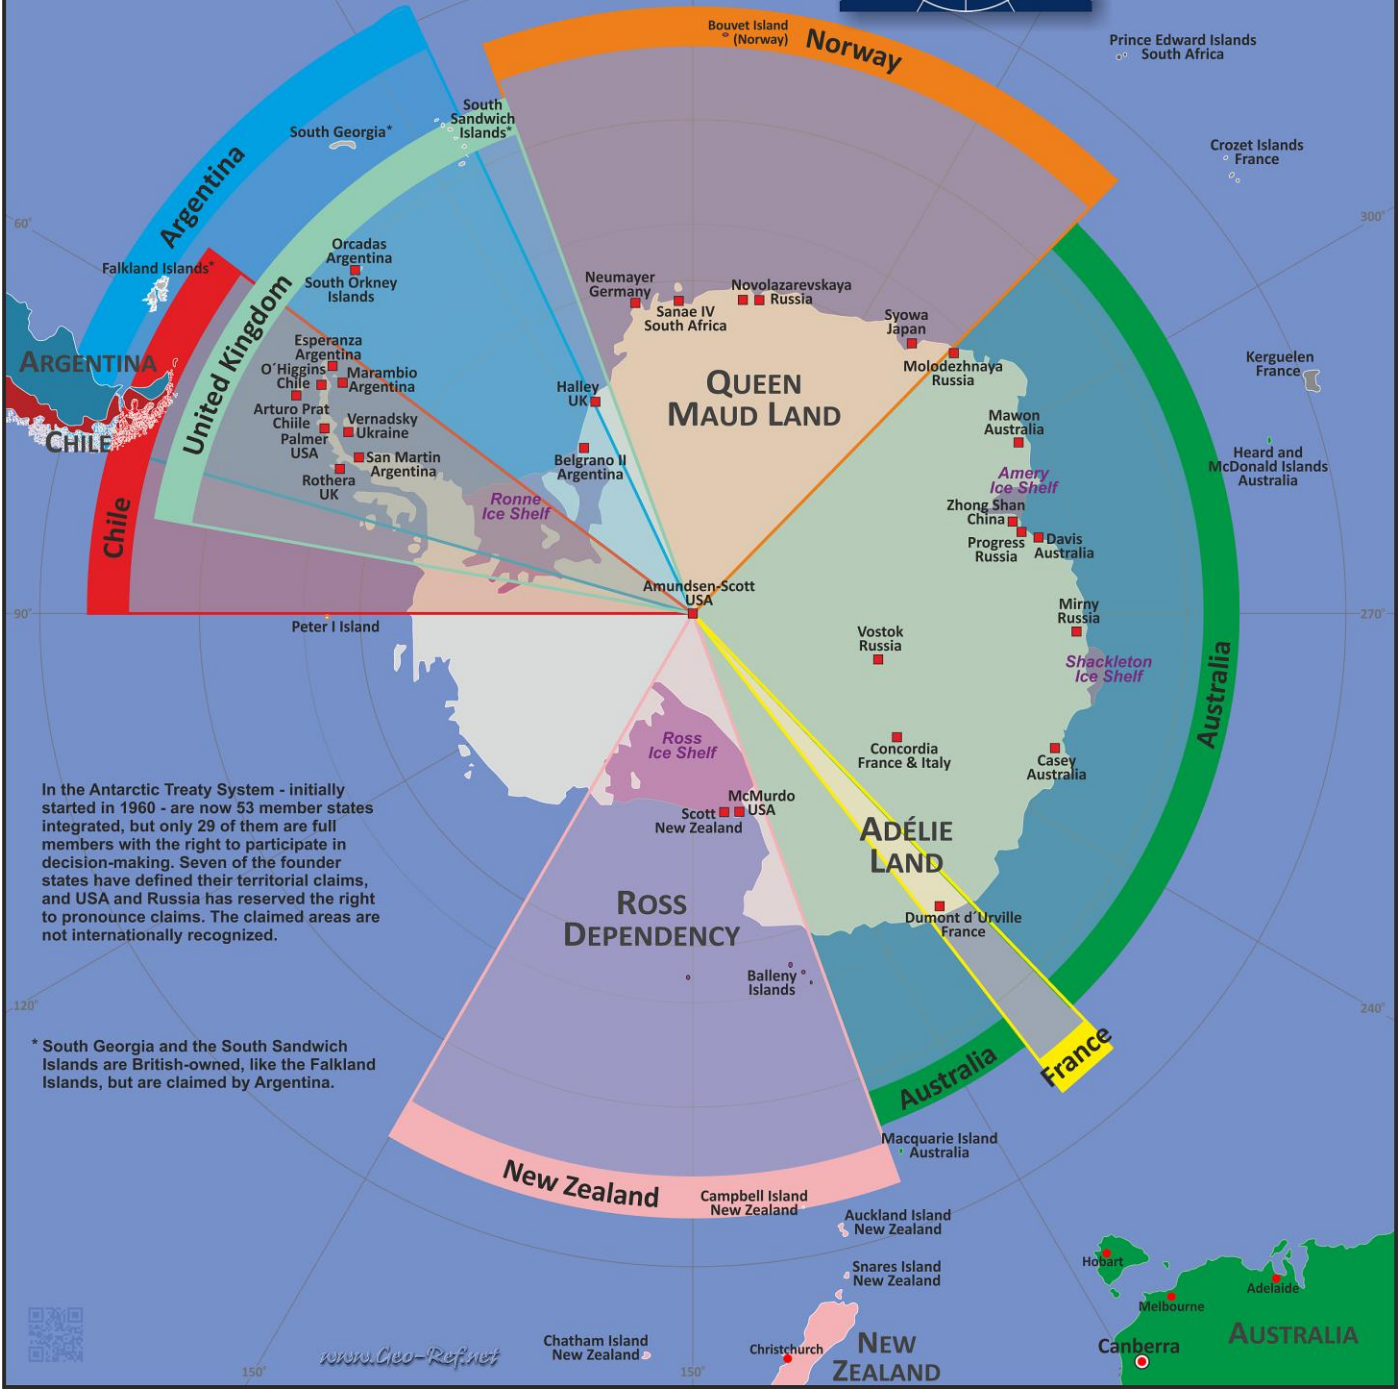 Bouvet Island
(Norway)
Norway
Prince Edward Islands
South Africa
South
Sandwich
Islands*
South Georgia*
Argentina
Crozet Islands
France
60°
300°
Orcadas
Argentina
South Orkney
Islands
Falkland Islands*
United Kingdom
Neumayer
Germany
Sanae IV
South Africa
Novolazarevskaya
Russia
Syowa
Japan
Molodezhnaya
Russia
ARGENTINA
CHILE
Esperanza
Argentina
O´Higgins
Chile
Marambio
Argentina
Arturo Prat
Chiile
Vernadsky
Ukraine
Palmer
USA
San Martin
Argentina
Rothera
UK
Halley
UK
Belgrano II
Argentina
QUEEN
MAUD LAND
Kerguelen
France
Mawon
Australia
Heard and
McDonald Islands
Australia
Amery
Ice Shelf
Ronne
Ice Shelf
Zhong Shan
China
Progress
Russia
Davis
Australia
Chile
Amundsen-Scott
USA
90°
270°
Peter I Island
Mirny
Russia
Vostok
Russia
Shackleton
Ice Shelf
Australia
Ross
Ice Shelf
Concordia
France & Italy
Casey
Australia
McMurdo
USA
Scott
New Zealand
ADÉLIE
LAND
In the Antarctic Treaty System - initially
started in 1960 - are now 53 member states
integrated, but only 29 of them are full
members with the right to participate in
decision-making. Seven of the founder
states have defined their territorial claims,
and USA and Russia has reserved the right
to pronounce claims. The claimed areas are
not internationally recognized.
ROSS
DEPENDENCY
Dumont d´Urville
France
Balleny
Islands
120°
240°
* South Georgia and the South Sandwich
Islands are British-owned, like the Falkland
Islands, but are claimed by Argentina.
France
Australia
Macquarie Island
Australia
New Zealand
Campbell Island
New Zealand
Auckland Island
New Zealand
Snares Island
New Zealand
Hobart
Melbourne
Adelaide
Canberra
AUSTRALIA
Chatham Island
New Zealand
Christchurch
NEW
ZEALAND
www.Geo-Ref.net
150°
150°